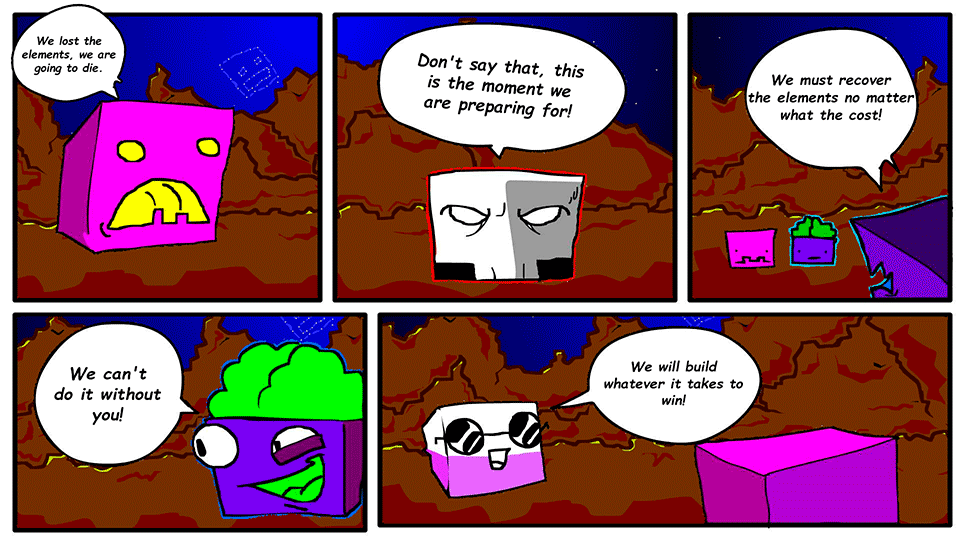 We lost the
elements, we are
going to die.
Don't say that, this
is the moment we
are preparing for!
We must recover
the elements no matter
what the cost!
We can't
do it without
you!
We will build
whatever it takes to
win!